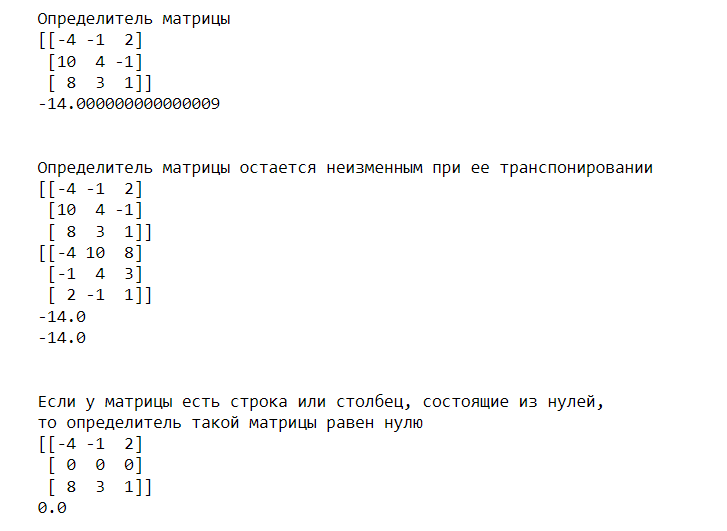 Определитель матрицы
[[-4 -1  2]
 [10  4 -1]
 [ 8  3  1]]
-14.000000000000009
Определитель матрицы остается неизменным при ее транспонировании
[[-4 -1  2]
 [10  4 -1]
 [ 8  3  1]]
[[-4 10  8]
 [-1  4  3]
 [ 2 -1  1]]
-14.0
-14.0
Если у матрицы есть строка или столбец, состоящие из нулей,
то определитель такой матрицы равен нулю
[[-4 -1  2]
 [ 0  0  0]
 [ 8  3  1]]
0.0